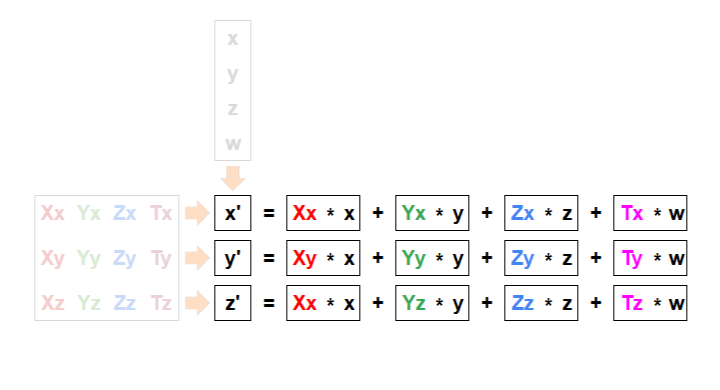 x
y
z
w
Xx Yx Zx Tx x' = Xx * x + Yx * y + Zx * z + Tx * w
Xy Yy Zy Ty y' = Xy * x + Yy * y + Zy * z + Ty * w
Xz Yz Zz Tz z' = Xx * x + Yz * y + Zz * z + Tz * w